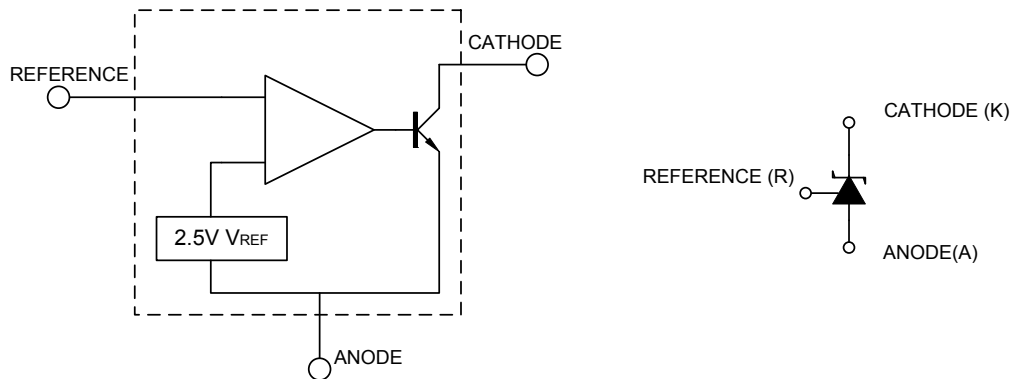 REFERENCE
CATHODE
2.5V VREF
ANODE
CATHODE (K)
REFERENCE (R)
ANODE(A)